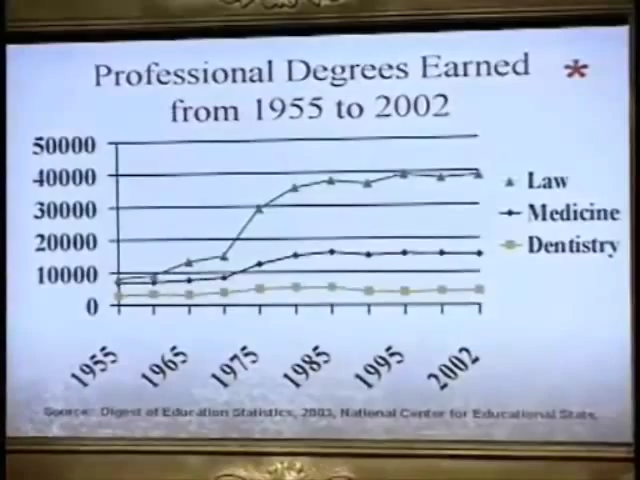 Professional Degrees Earned *
from 1955 to 2002
50000
40000
30000
20000
10000
0
Law
Medicine
Dentistry
1955 1965 1975 1985 1995 2002
Source: Digest of Education Statistics, 2003, National Center for Educational Stats.